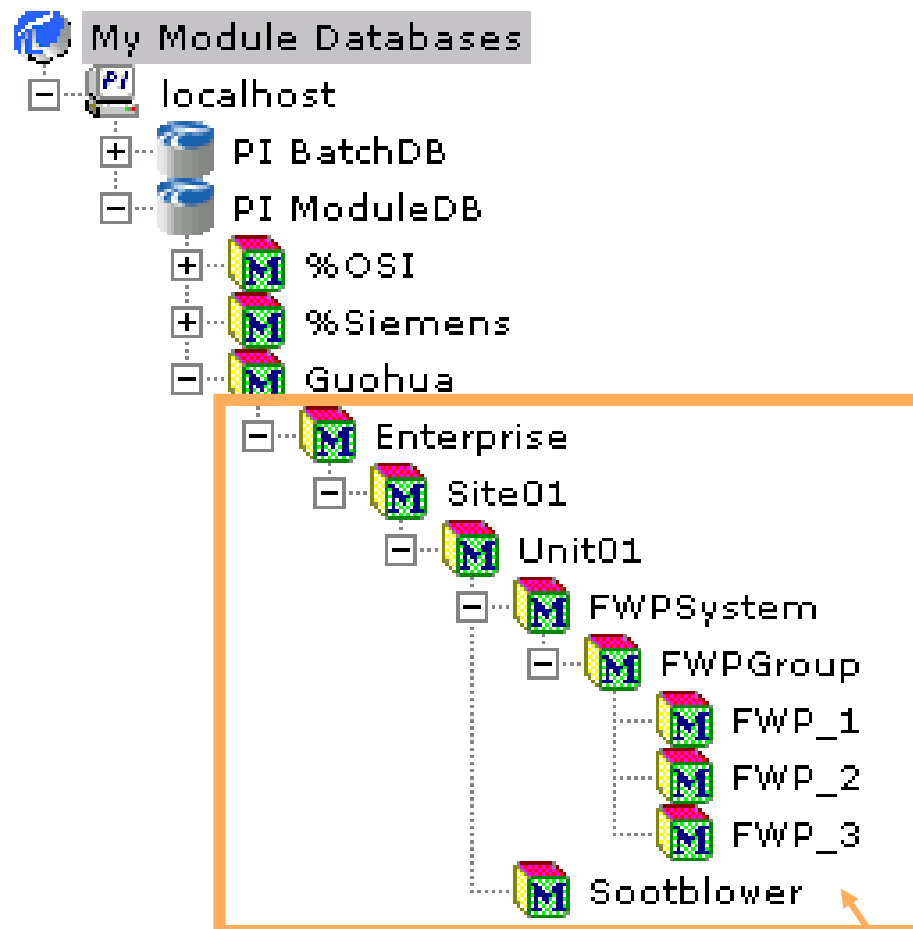 My Module Databases
PI
localhost
PI BatchDB
PI ModuleDB
M %OSI
M %Siemens
M Guohua
M Enterprise
M Site01
M Unit01
M FWPSystem
M FWPGroup
M FWP_1
M FWP_2
M FWP_3
M Sootblower